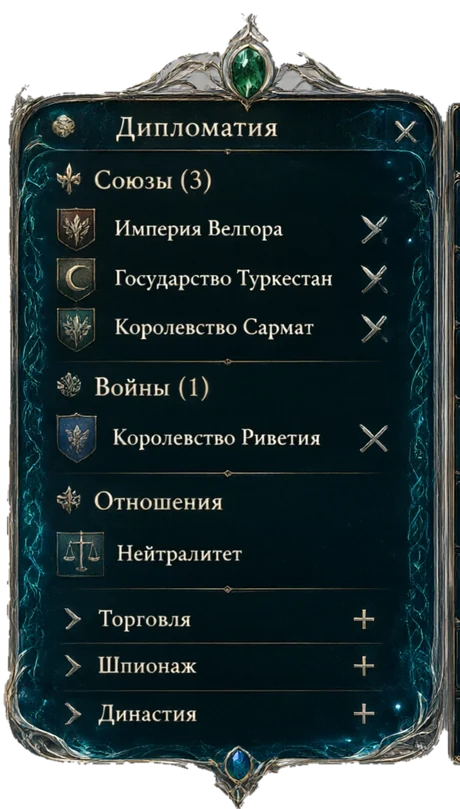 Дипломатия
Союзы (3)
Империя Велгора
Государство Туркестан
Королевство Сармат
Войны (1)
Королевство Риветия
Отношения
Нейтралитет
Торговля
Шпионаж
Династия